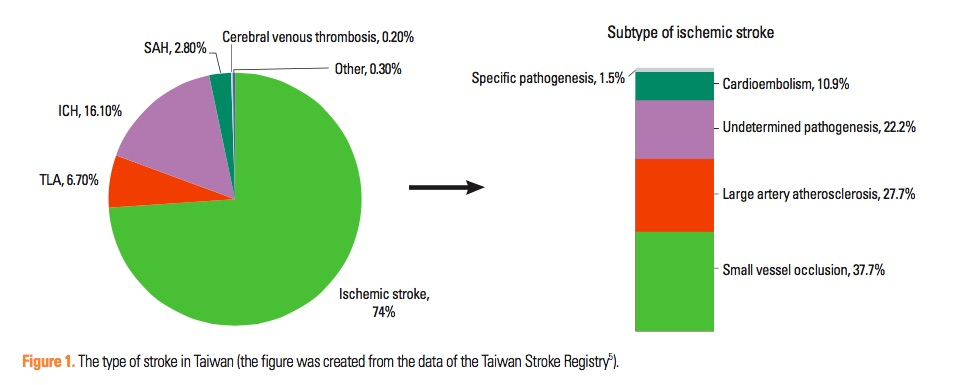 Cerebral venous thrombosis, 0.20%
SAH, 2.80%
Other, 0.30%
ICH, 16.10%
TLA, 6.70%
Ischemic stroke,
74%
Subtype of ischemic stroke
Specific pathogenesis, 1.5%
Cardioembolism, 10.9%
Undetermined pathogenesis, 22.2%
Large artery atherosclerosis, 27.7%
Small vessel occlusion, 37.7%
Figure 1. The type of stroke in Taiwan (the figure was created from the data of the Taiwan Stroke Registry5).